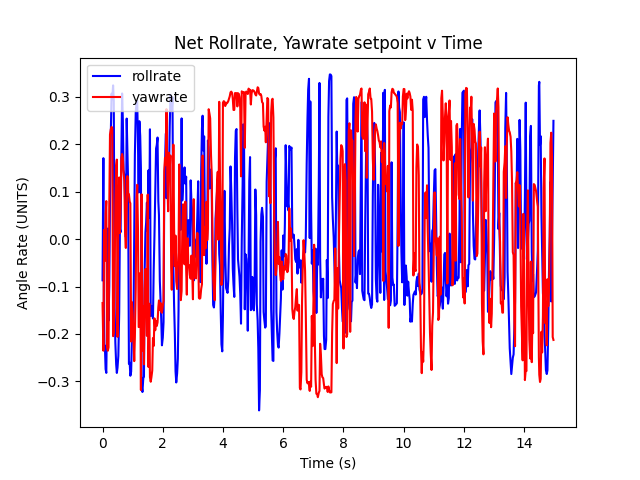 Net Rollrate, Yawrate setpoint v Time
rollrate
yawrate
Angle Rate (UNITS)
0.3
0.2
0.1
0.0
−0.1
−0.2
−0.3
0 2 4 6 8 10 12 14
Time (s)